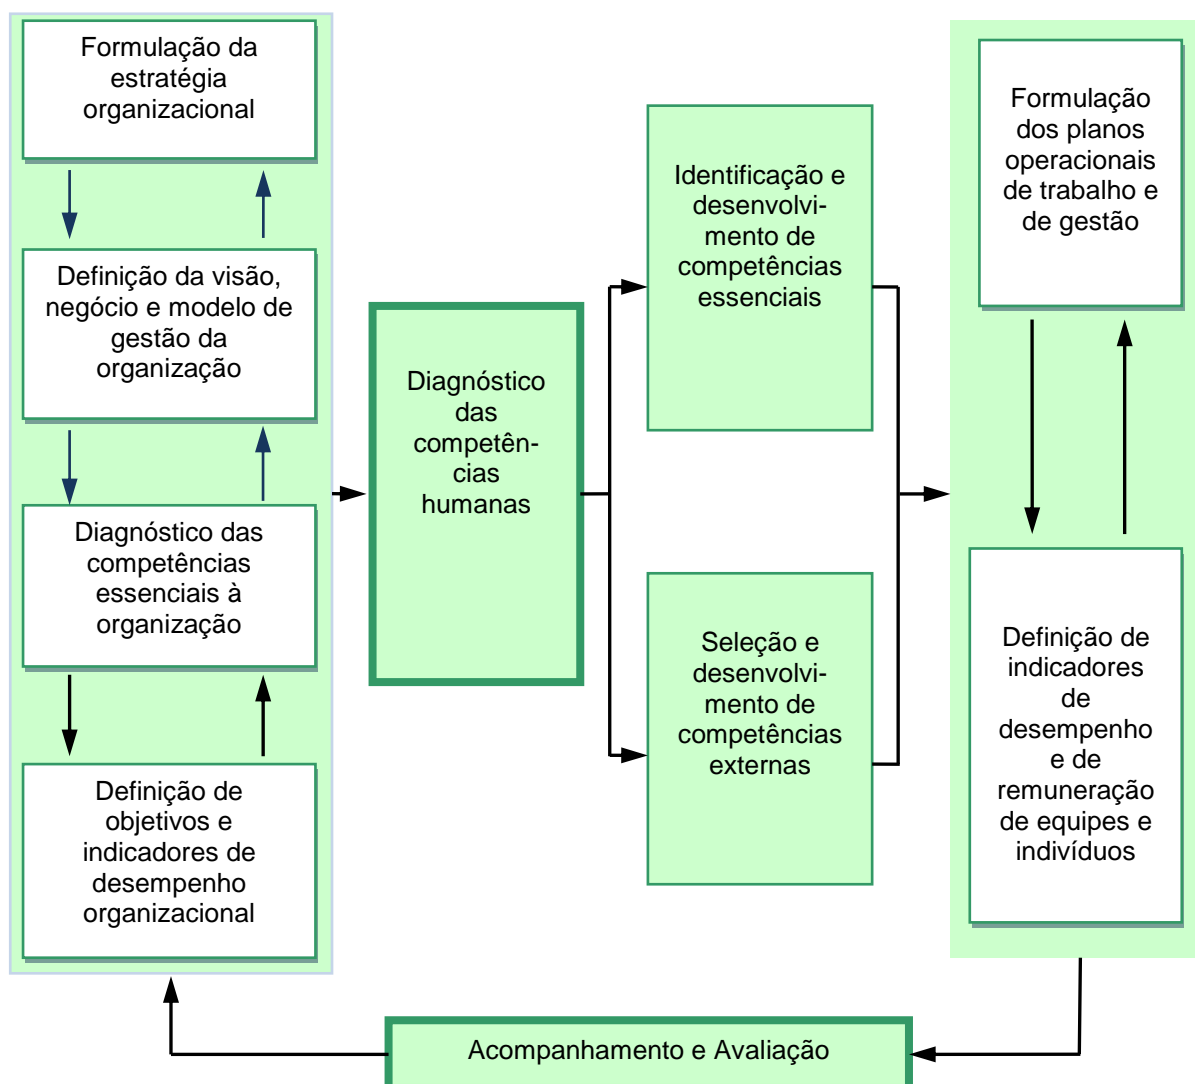 Formulação da
estratégia
organizacional
Definição da visão,
negócio e modelo de
gestão da
organização
Diagnóstico das
competências
essenciais à
organização
Definição de
objetivos e
indicadores de
desempenho
organizacional
Diagnóstico
das
competên-
cias
humanas
Identificação e
desenvolvi-
mento de
competências
essenciais
Seleção e
desenvolvi-
mento de
competências
externas
Formulação
dos planos
operacionais
de trabalho e
de gestão
Definição de
indicadores
de
desempenho
e de
remuneração
de equipes e
indivíduos
Acompanhamento e Avaliação